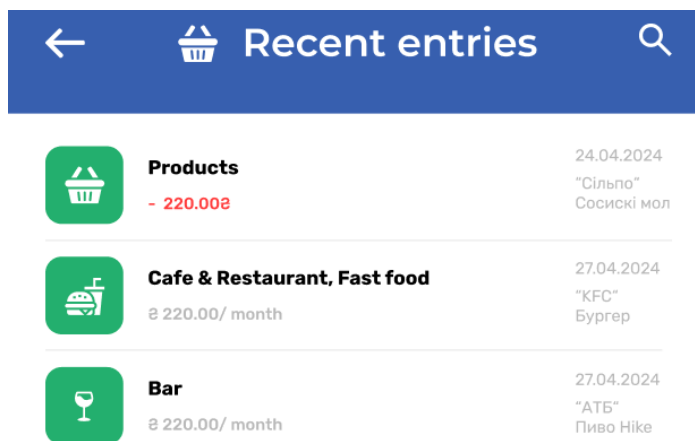 Recent entries
Products
- 220.00₴
24.04.2024
"Сільпо"
Сосискі мол
Cafe & Restaurant, Fast food
₴ 220.00/ month
27.04.2024
"KFC"
Бургер
Bar
₴ 220.00/ month
27.04.2024
"АТБ"
Пиво Hike